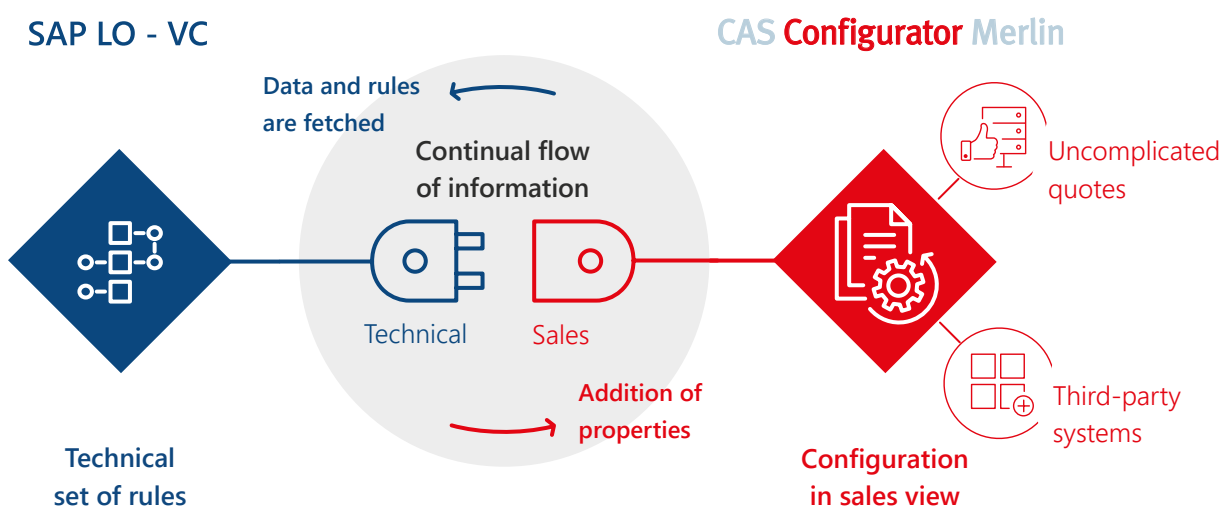 SAP LO - VC
CAS Configurator Merlin
Data and rules
are fetched
Continual flow
of information
Technical
Sales
Addition of
properties
Uncomplicated
quotes
Third-party
systems
Technical
set of rules
Configuration
in sales view